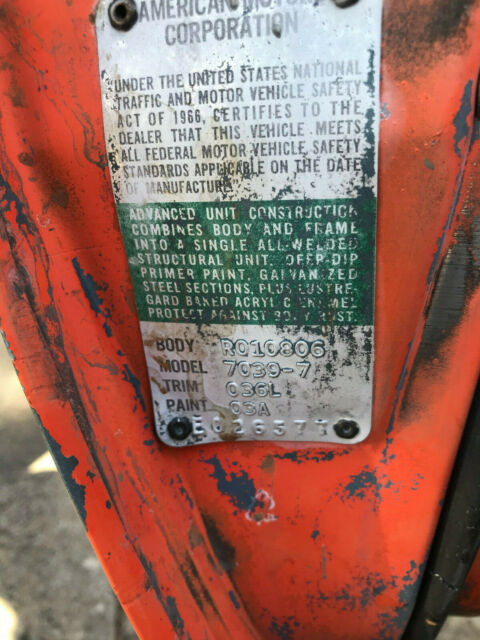 AMERICAN MOTORS
CORPORATION
UNDER THE UNITED STATES NATIONAL
TRAFFIC AND MOTOR VEHICLE SAFETY
ACT OF 1966, CERTIFIES TO THE
DEALER THAT THIS VEHICLE MEETS
ALL FEDERAL MOTOR VEHICLE SAFETY
STANDARDS APPLICABLE ON THE DATE
OF MANUFACTURE
ADVANCED UNIT CONSTRUCTION
COMBINES BODY AND FRAME
INTO A SINGLE ALL-WELDED
STRUCTURAL UNIT. DEEP-DIP
PRIMER PAINT, GALVANIZED
STEEL SECTIONS, PLUS LUSTRE-
GARD BAKED ACRYLIC ENAMEL
PROTECT AGAINST BODY RUST.
BODY R010806
MODEL 7039-7
TRIM 036L
PAINT 03A
E026377